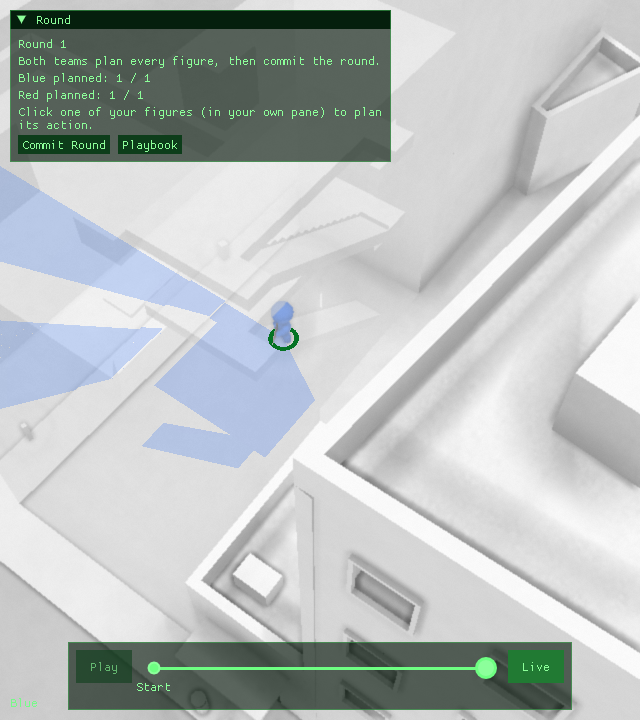 Round
Round 1
Both teams plan every figure, then commit the round.
Blue planned: 1 / 1
Red planned: 1 / 1
Click one of your figures (in your own pane) to plan
its action.
Commit Round Playbook
Play Live
Start